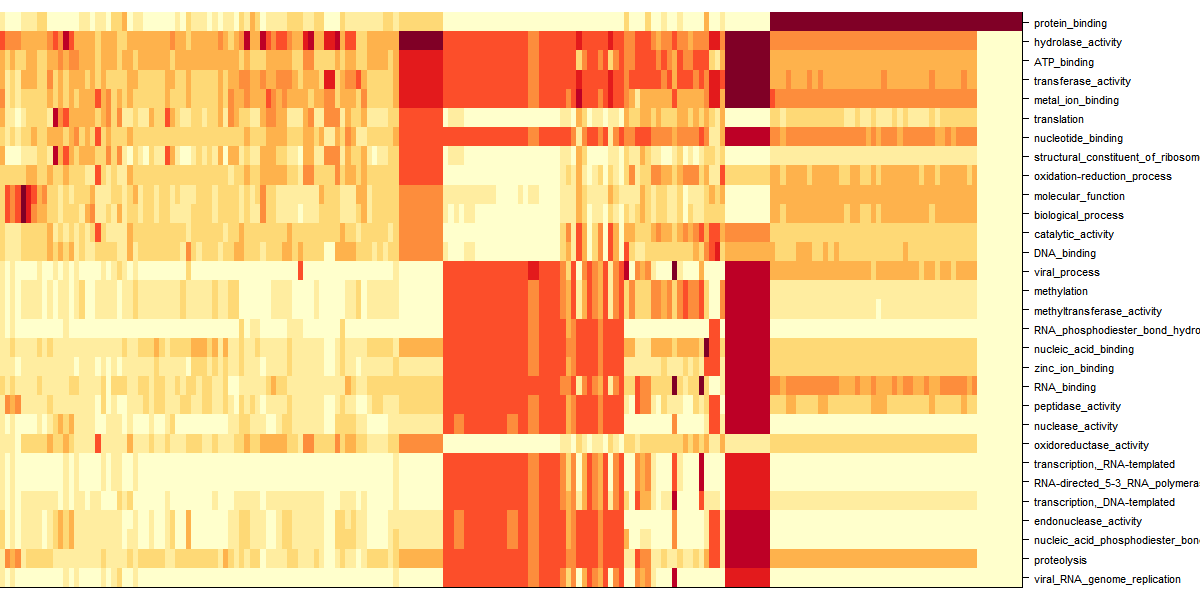 protein_binding
hydrolase_activity
ATP_binding
transferase_activity
metal_ion_binding
translation
nucleotide_binding
structural_constituent_of_ribosom
oxidation-reduction_process
molecular_function
biological_process
catalytic_activity
DNA_binding
viral_process
methylation
methyltransferase_activity
RNA_phosphodiester_bond_hydro
nucleic_acid_binding
zinc_ion_binding
RNA_binding
peptidase_activity
nuclease_activity
oxidoreductase_activity
transcription,_RNA-templated
RNA-directed_5-3_RNA_polymera
transcription,_DNA-templated
endonuclease_activity
nucleic_acid_phosphodiester_bon
proteolysis
viral_RNA_genome_replication